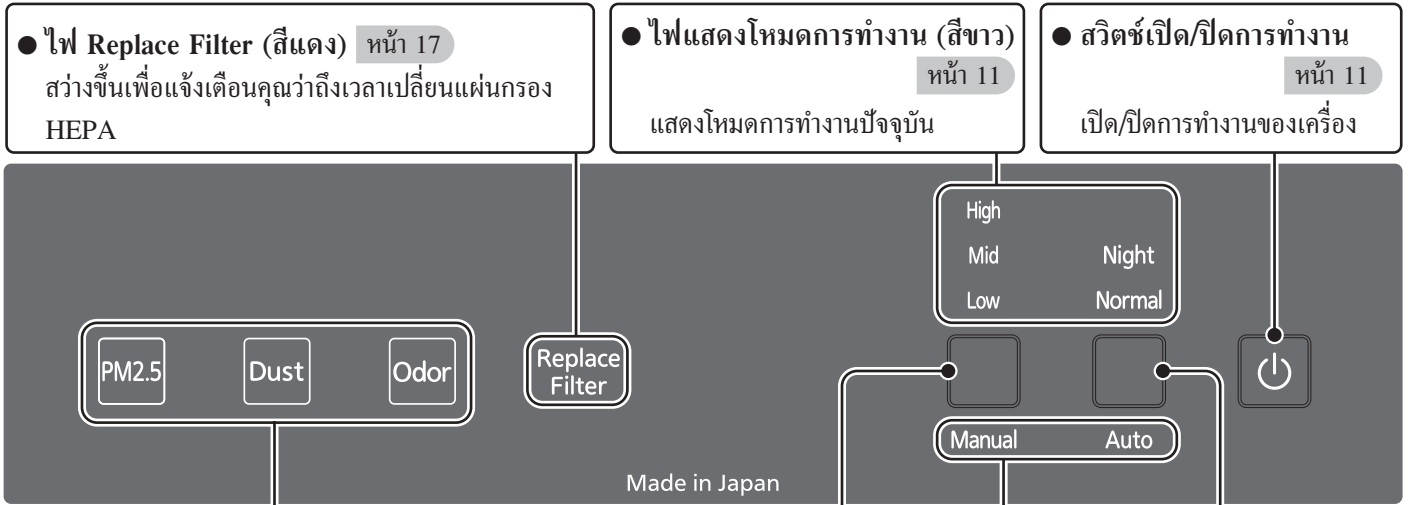 ● ไฟ Replace Filter (สีแดง) หน้า 17
สว่างขึ้นเพื่อแจ้งเตือนคุณว่าถึงเวลาเปลี่ยนแผ่นกรอง
HEPA
● ไฟแสดงโหมดการทำงาน (สีขาว)
หน้า 11
แสดงโหมดการทำงานปัจจุบัน
● สวิตช์เปิด/ปิดการทำงาน
หน้า 11
เปิด/ปิดการทำงานของเครื่อง
High
Mid Night
Low Normal
PM2.5 Dust Odor
Replace
Filter
Manual Auto
Made in Japan